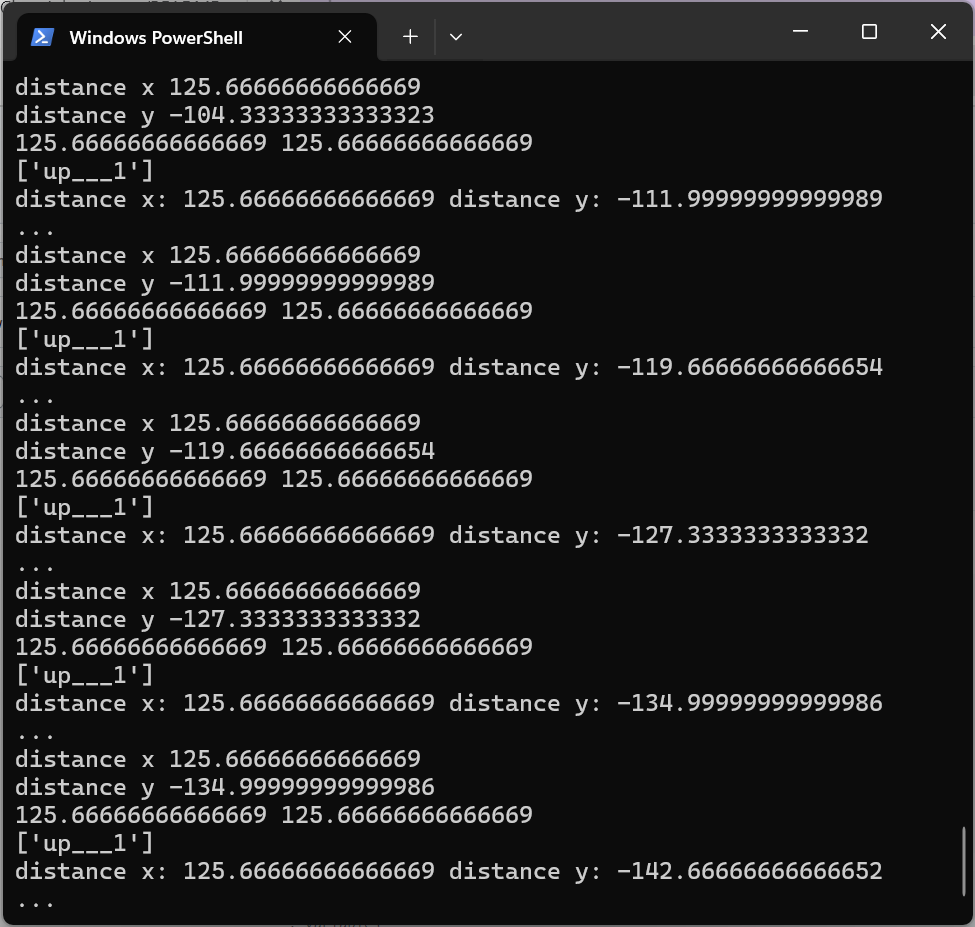 Windows PowerShell
distance x 125.66666666666669
distance y -104.33333333333323
125.66666666666669 125.66666666666669
['up___1']
distance x: 125.66666666666669 distance y: -111.99999999999989
...
distance x 125.66666666666669
distance y -111.99999999999989
125.66666666666669 125.66666666666669
['up___1']
distance x: 125.66666666666669 distance y: -119.66666666666654
...
distance x 125.66666666666669
distance y -119.66666666666654
125.66666666666669 125.66666666666669
['up___1']
distance x: 125.66666666666669 distance y: -127.3333333333332
...
distance x 125.66666666666669
distance y -127.3333333333332
125.66666666666669 125.66666666666669
['up___1']
distance x: 125.66666666666669 distance y: -134.99999999999986
...
distance x 125.66666666666669
distance y -134.99999999999986
125.66666666666669 125.66666666666669
['up___1']
distance x: 125.66666666666669 distance y: -142.66666666666652
...